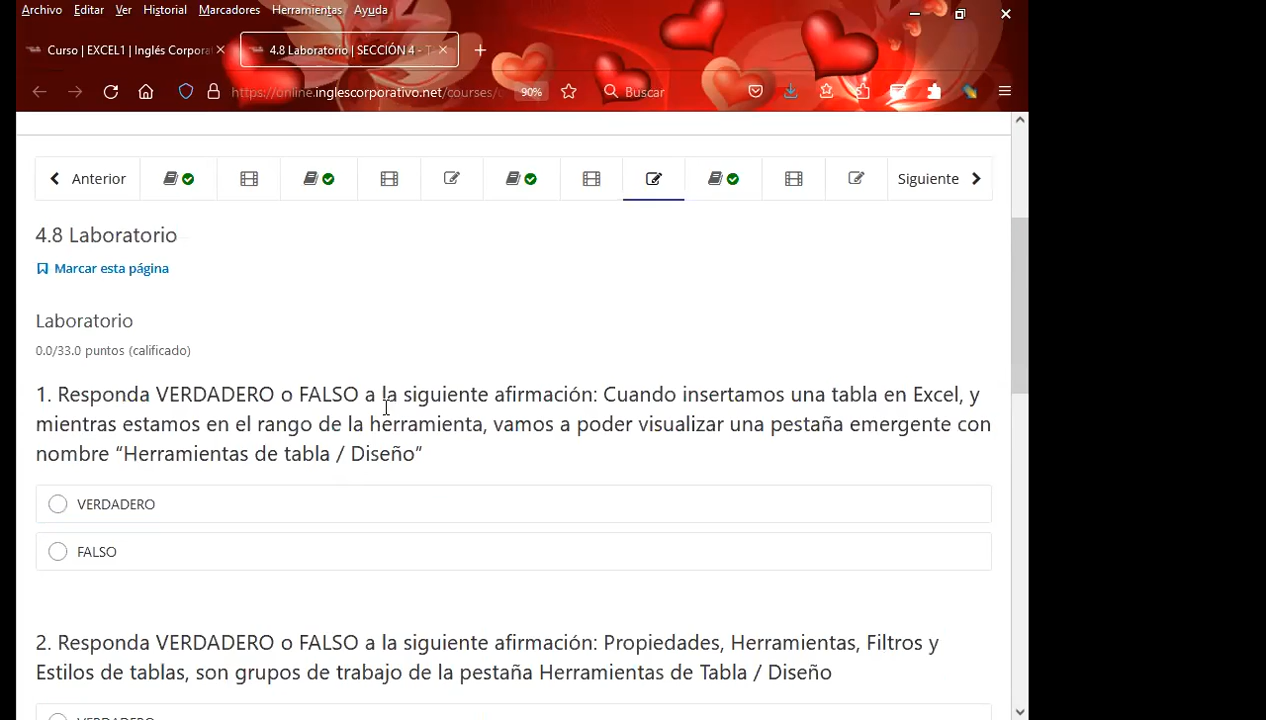 Archivo Editar Ver Historial Marcadores Herramientas Ayuda
Curso | EXCEL1 | Inglés Corporat
4.8 Laboratorio | SECCIÓN 4 - T
https://online.inglescorporativo.net/courses/c
90%
Buscar
Anterior
Siguiente
4.8 Laboratorio
Marcar esta página
Laboratorio
0.0/33.0 puntos (calificado)
1. Responda VERDADERO o FALSO a la siguiente afirmación: Cuando insertamos una tabla en Excel, y
mientras estamos en el rango de la herramienta, vamos a poder visualizar una pestaña emergente con
nombre “Herramientas de tabla / Diseño”
VERDADERO
FALSO
2. Responda VERDADERO o FALSO a la siguiente afirmación: Propiedades, Herramientas, Filtros y
Estilos de tablas, son grupos de trabajo de la pestaña Herramientas de Tabla / Diseño
VERDADERO